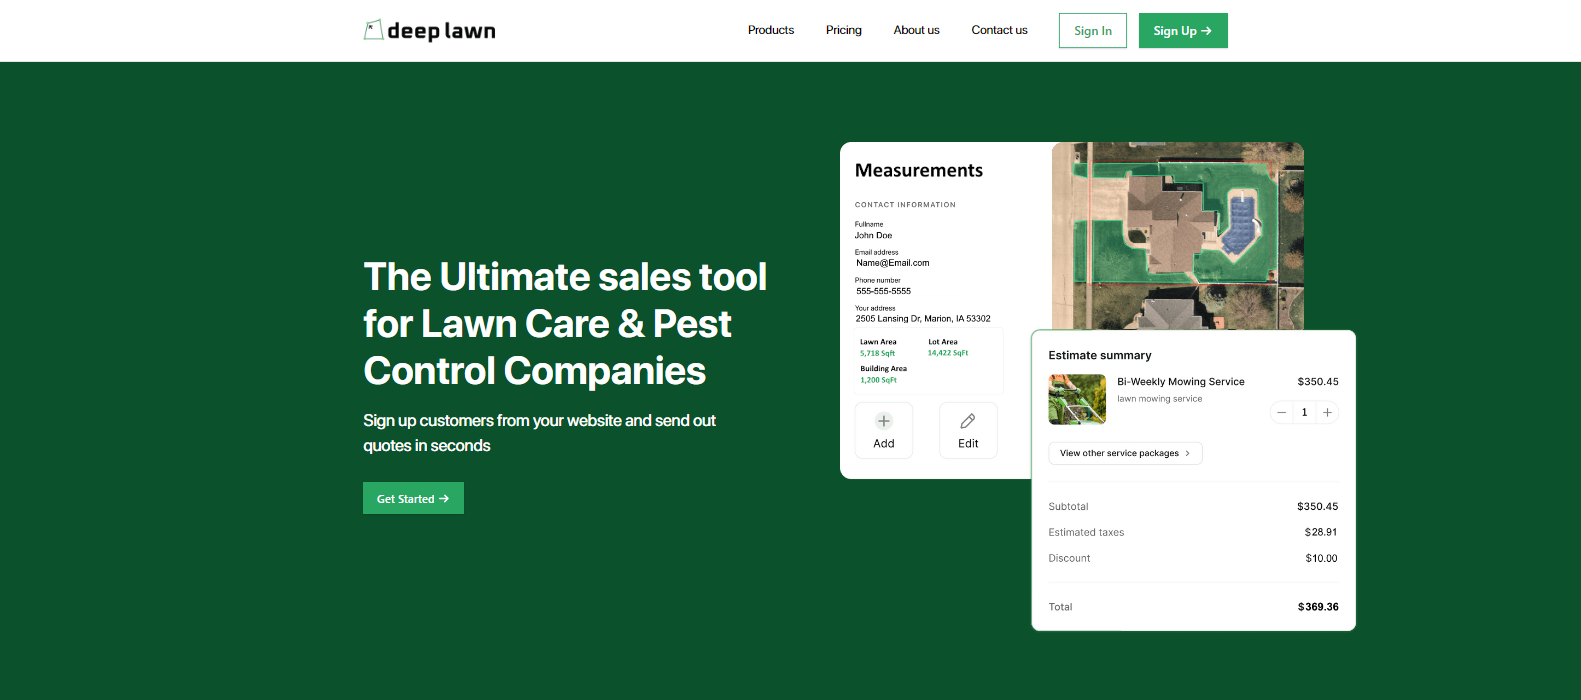 deep lawn
Products
Pricing
About us
Contact us
Sign In
Sign Up →
The Ultimate sales tool
for Lawn Care & Pest
Control Companies
Sign up customers from your website and send out
quotes in seconds
Get Started →
Measurements
CONTACT INFORMATION
Fullname
John Doe
Email address
Name@Email.com
Phone number
555-555-5555
Your address
2505 Lansing Dr, Marion, IA 53302
Lawn Area Lot Area
5,718 Sqft 14,422 SqFt
Building Area
1,200 SqFt
Add Edit
Estimate summary
Bi-Weekly Mowing Service $350.45
lawn mowing service
− 1 +
View other service packages >
Subtotal $350.45
Estimated taxes $28.91
Discount $10.00
Total $369.36